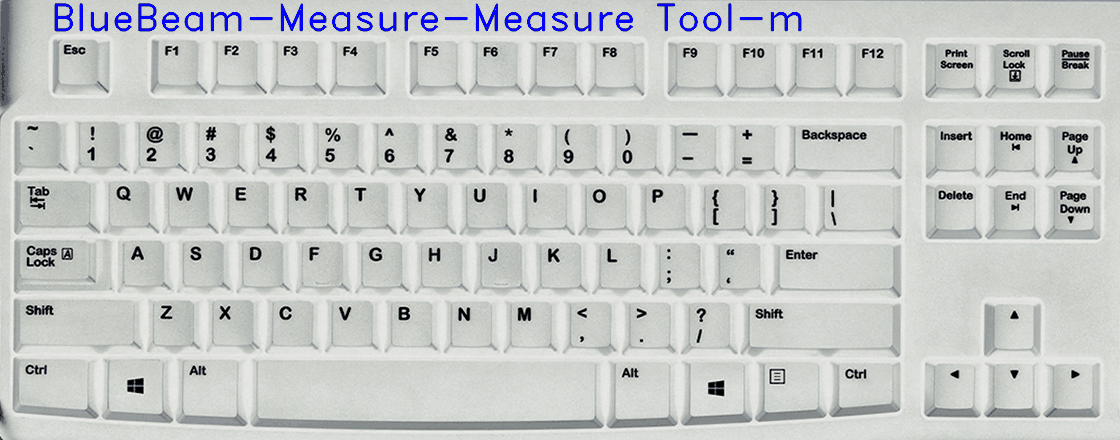 BlueBeam-Measure-Measure Tool-m
Esc F1 F2 F3 F4 F5 F6 F7 F8 F9 F10 F11 F12 Print Screen Scroll Lock Pause Break
~ ! @ # $ % ^ & * ( ) — + Backspace Insert Home Page Up
` 1 2 3 4 5 6 7 8 9 0 – =
Tab Q W E R T Y U I O P { } | Delete End Page Down
[ ] \
Caps Lock A A S D F G H J K L : “ Enter
; ‘
Shift Z X C V B N M < > ? Shift
, . /
Ctrl Alt Alt Ctrl